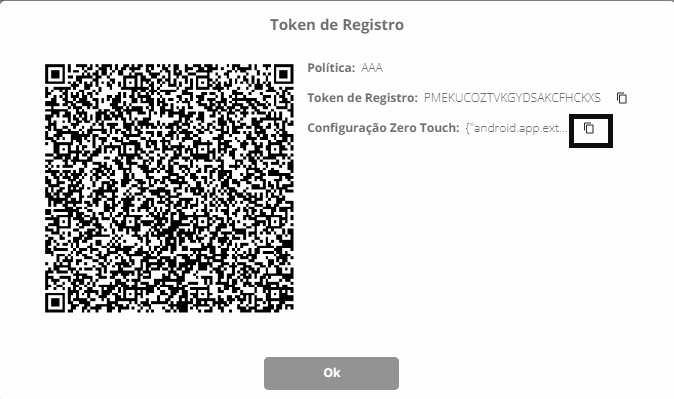 Token de Registro
Política: AAA
Token de Registro: PMEKUCOZTVKGYDSAKCFHCKXS
Configuração Zero Touch: {"android.app.ext...
Ok